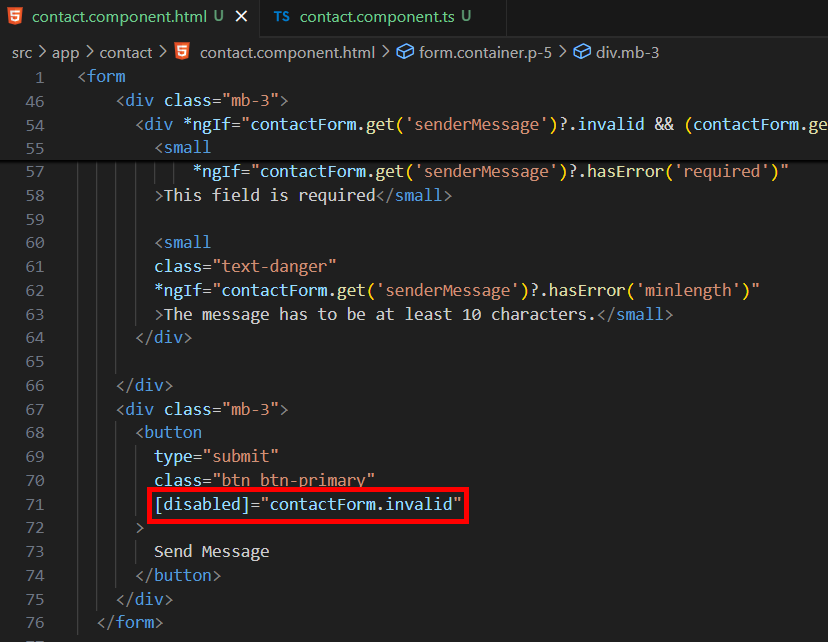 contact.component.html U ×
TS contact.component.ts U
src > app > contact > contact.component.html > form.container.p-5 > div.mb-3
1 <form
46 <div class="mb-3">
54 <div *ngIf="contactForm.get('senderMessage')?.invalid && (contactForm.ge
55 <small
57 *ngIf="contactForm.get('senderMessage')?.hasError('required')"
58 >This field is required</small>
59
60 <small
61 class="text-danger"
62 *ngIf="contactForm.get('senderMessage')?.hasError('minlength')"
63 >The message has to be at least 10 characters.</small>
64 </div>
65
66 </div>
67 <div class="mb-3">
68 <button
69 type="submit"
70 class="btn btn-primary"
71 [disabled]="contactForm.invalid"
72 >
73 Send Message
74 </button>
75 </div>
76 </form>